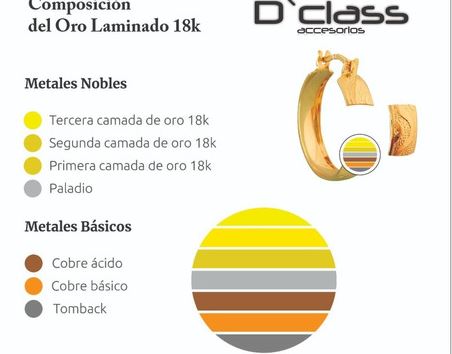 Composición
del Oro Laminado 18k
D`class
accesorios
Metales Nobles
Tercera camada de oro 18k
Segunda camada de oro 18k
Primera camada de oro 18k
Paladio
Metales Básicos
Cobre ácido
Cobre básico
Tomback